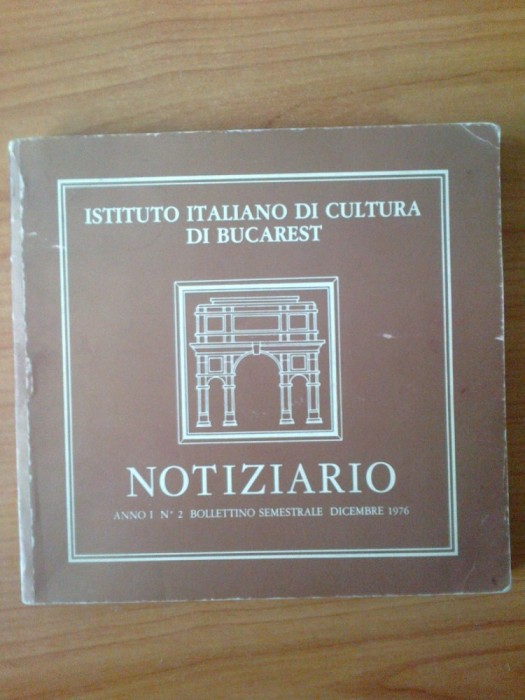 ISTITUTO ITALIANO DI CULTURA
DI BUCAREST
NOTIZIARIO
ANNO I N° 2 BOLLETTINO SEMESTRALE DICEMBRE 1976